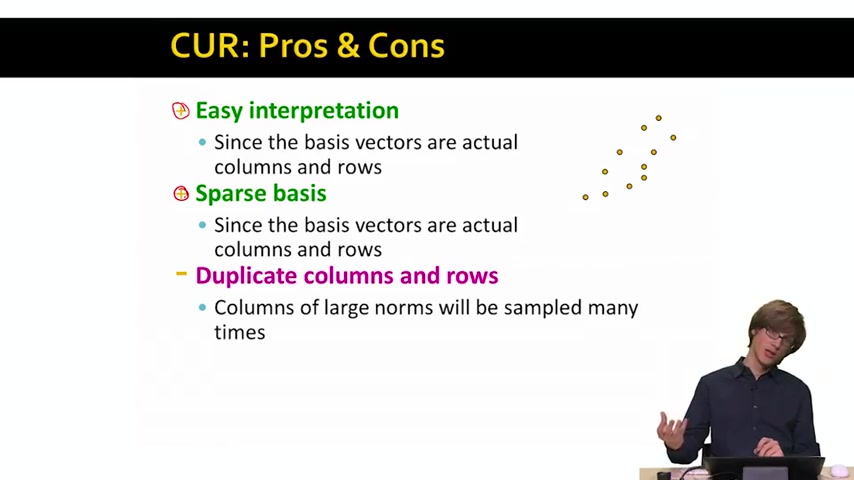 CUR: Pros & Cons
+ Easy interpretation
• Since the basis vectors are actual
columns and rows
+ Sparse basis
• Since the basis vectors are actual
columns and rows
- Duplicate columns and rows
• Columns of large norms will be sampled many
times